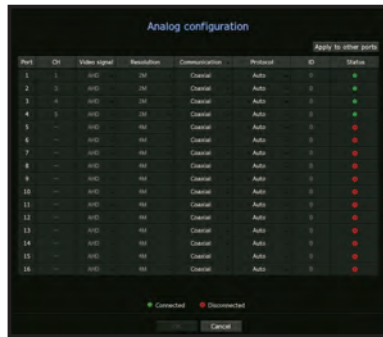 Analog configuration
Apply to other ports
Port CH Video signal Resolution Communication Protocol ID Status
1 1 AHD 2M Coaxial Auto 0
2 3 AHD 2M Coaxial Auto 0
3 4 AHD 2M Coaxial Auto 0
4 5 AHD 2M Coaxial Auto 0
5 --- AHD 4M Coaxial Auto 0
6 --- AHD 4M Coaxial Auto 0
7 --- AHD 4M Coaxial Auto 0
8 --- AHD 4M Coaxial Auto 0
9 --- AHD 4M Coaxial Auto 0
10 --- AHD 4M Coaxial Auto 0
11 --- AHD 4M Coaxial Auto 0
12 --- AHD 4M Coaxial Auto 0
13 --- AHD 4M Coaxial Auto 0
14 --- AHD 4M Coaxial Auto 0
15 --- AHD 4M Coaxial Auto 0
16 --- AHD 4M Coaxial Auto 0
Connected Disconnected
OK Cancel